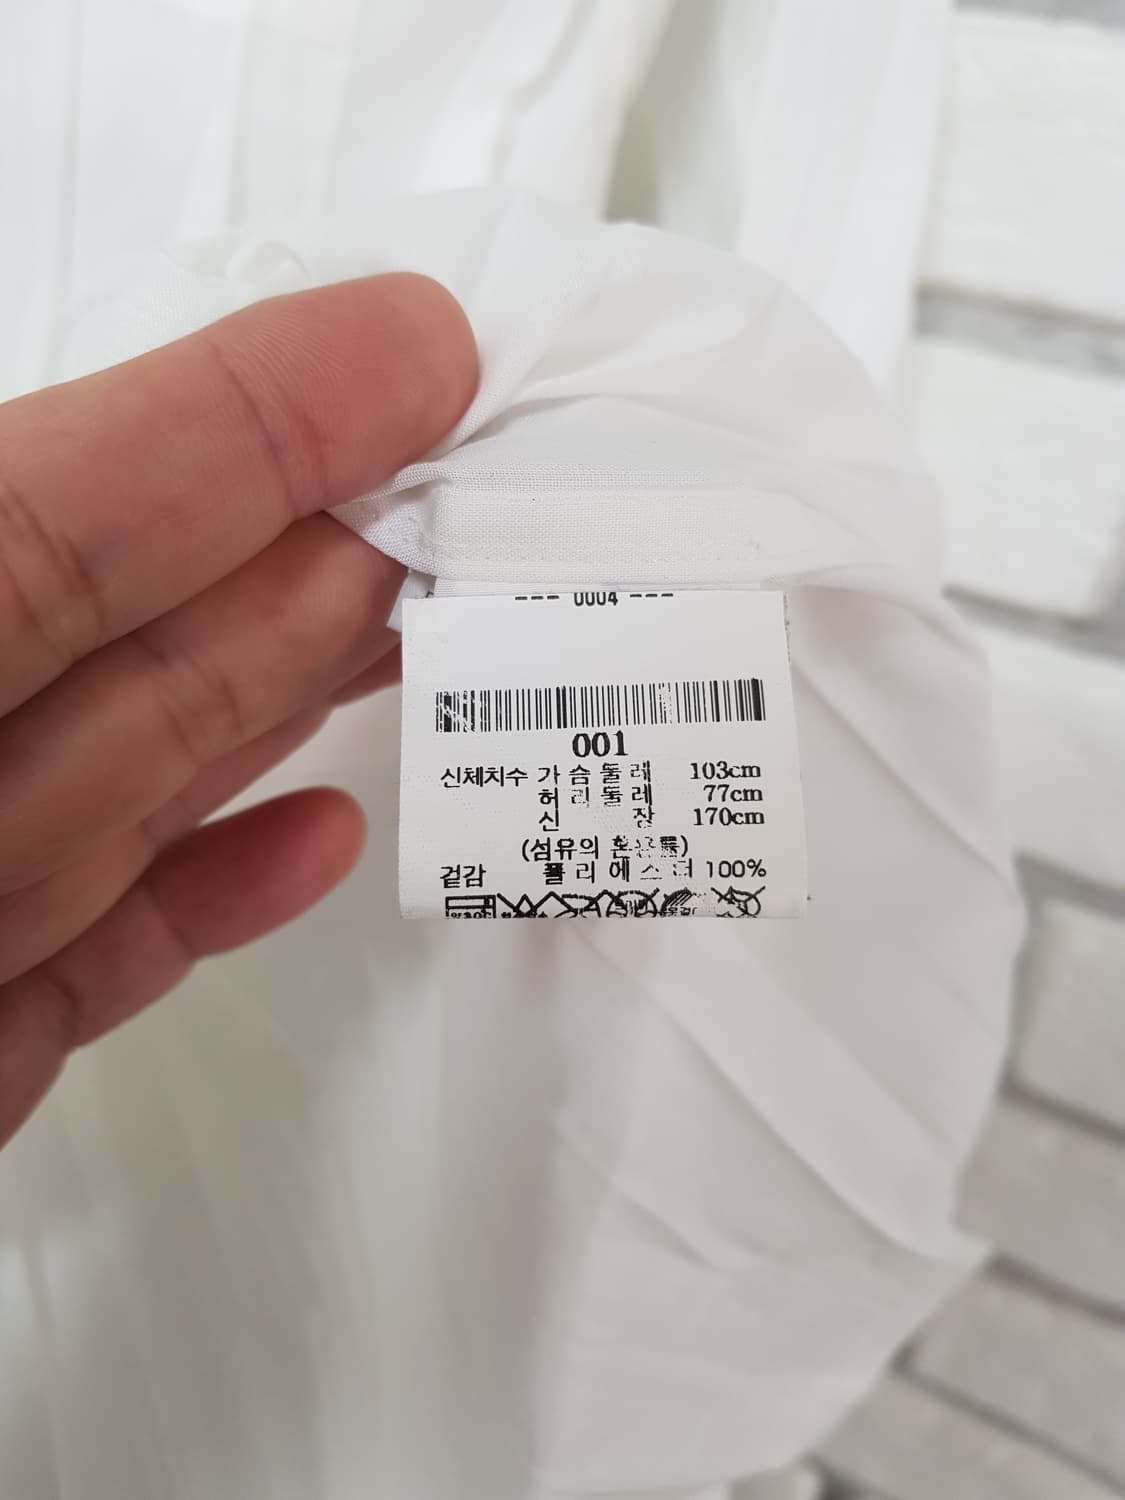 --- 0004 ---
001
신체치수 가슴둘레 103cm
허리둘레 77cm
신 장 170cm
(섬유의 혼용률)
겉감 폴리에스터 100%